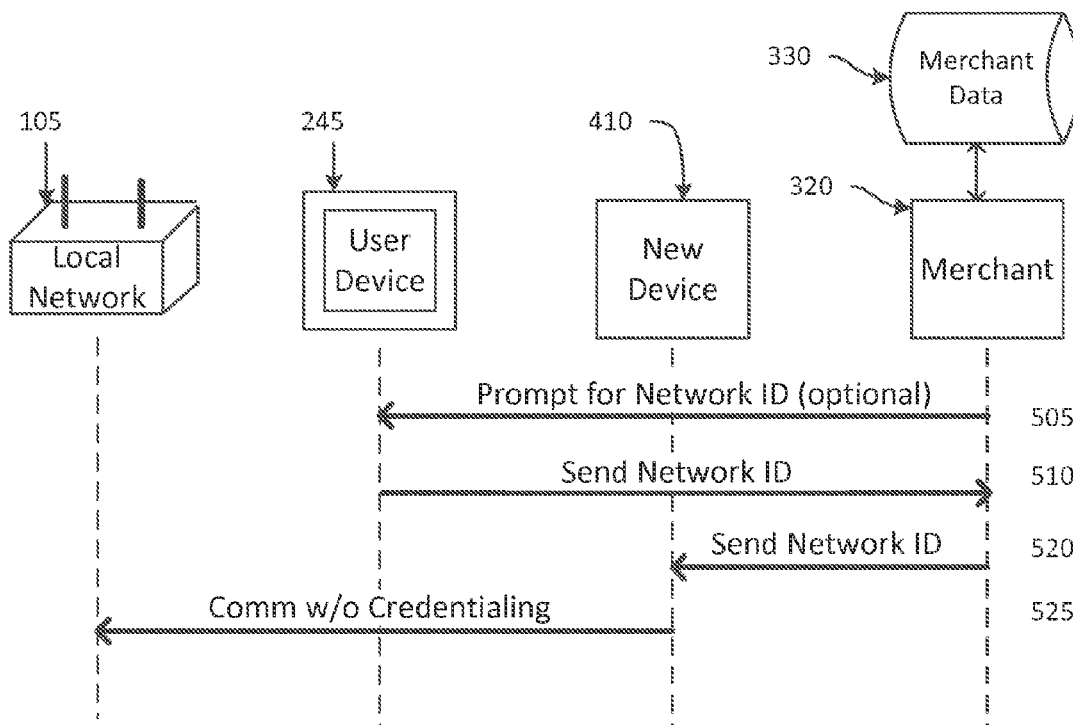 330
Merchant
Data
105
245
410
320
Local
Network
User
Device
New
Device
Merchant
Prompt for Network ID (optional)
505
Send Network ID
510
Send Network ID
520
Comm w/o Credentialing
525